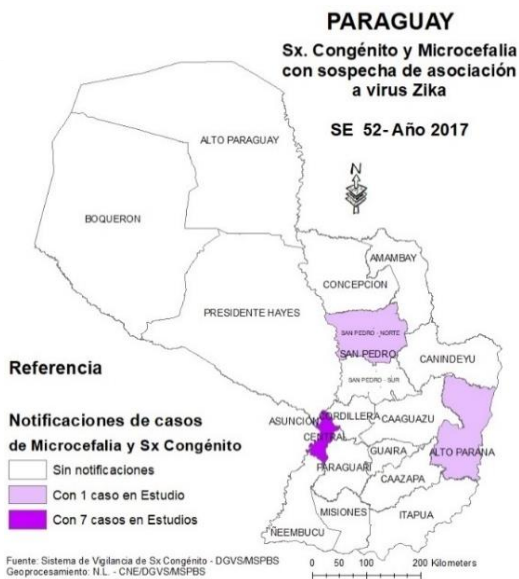 PARAGUAY
Sx. Congénito y Microcefalia
con sospecha de asociación
a virus Zika
SE 52- Año 2017
N
ALTO PARAGUAY
BOQUERON
AMAMBAY
CONCEPCION
PRESIDENTE HAYES
SAN PEDRO - NORTE
SAN PEDRO
CANINDEYU
SAN PEDRO - SUR
Referencia
ASUNCION
CORDILLERA
CAAGUAZU
CENTRAL
ALTO PARANA
GUAIRA
PARAGUARI
CAAZAPA
MISIONES
ITAPUA
ÑEEMBUCU
Notificaciones de casos
de Microcefalia y Sx Congénito
Sin notificaciones
Con 1 caso en Estudio
Con 7 casos en Estudios
Fuente: Sistema de Vigilancia de Sx Congénito - DGVS/MSPBS
Geoprocesamiento: N.L. - CNE/DGVS/MSPBS
0 50 100 200 Kilometers